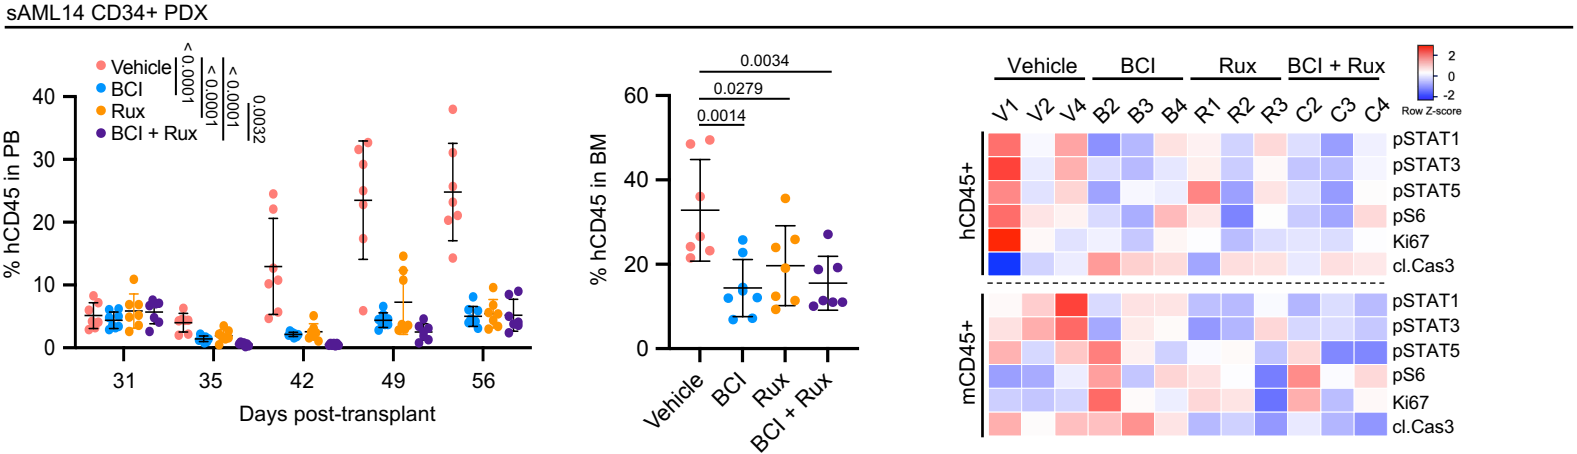 sAML14 CD34+ PDX
% hCD45 in PB
40
30
20
10
0
Vehicle
BCI
Rux
BCI + Rux
< 0.0001
< 0.0001
< 0.0001
0.0032
31 35 42 49 56
Days post-transplant
% hCD45 in BM
60
40
20
0
0.0034
0.0279
0.0014
Vehicle
BCI
Rux
BCI + Rux
Vehicle BCI Rux BCI + Rux
V1 V2 V4 B2 B3 B4 R1 R2 R3 C2 C3 C4
2
0
-2
Row Z-score
hCD45+
pSTAT1
pSTAT3
pSTAT5
pS6
Ki67
cl.Cas3
mCD45+
pSTAT1
pSTAT3
pSTAT5
pS6
Ki67
cl.Cas3